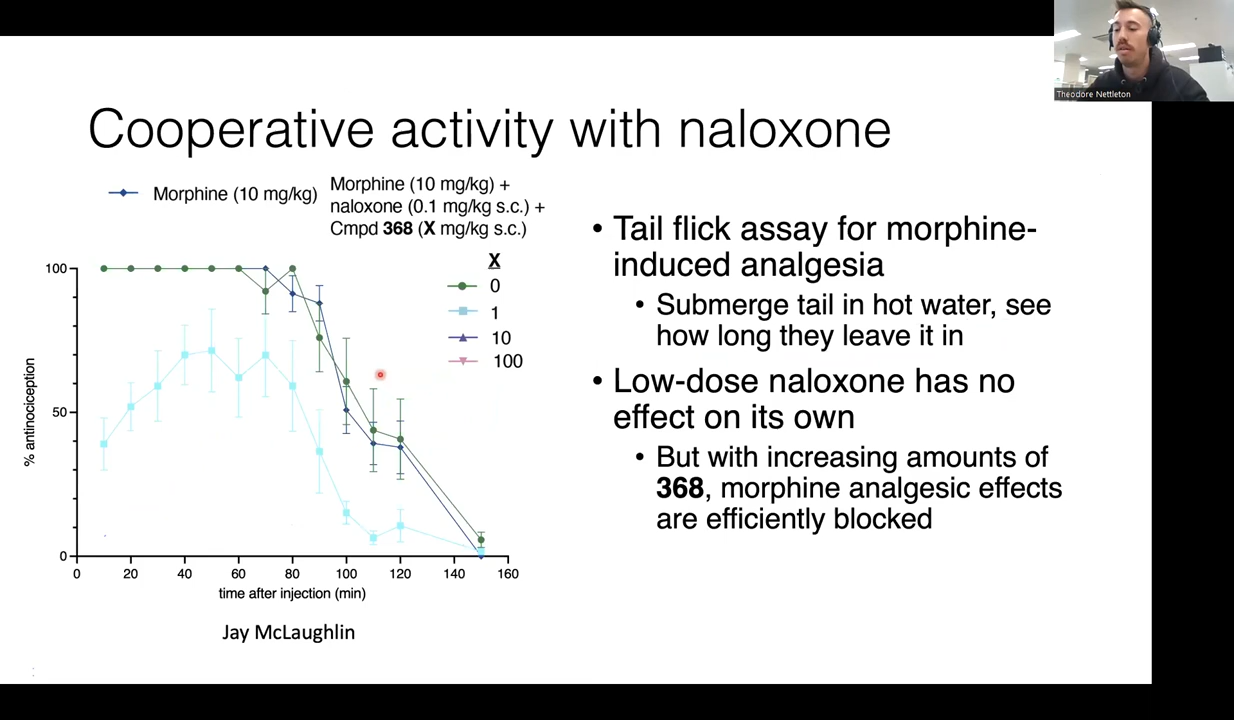 Theodore Nettleton
Cooperative activity with naloxone
Morphine (10 mg/kg)
Morphine (10 mg/kg) +
naloxone (0.1 mg/kg s.c.) +
Cmpd 368 (X mg/kg s.c.)
X
0
1
10
100
100
50
0
% antinociception
0
20
40
60
80
100
120
140
160
time after injection (min)
Jay McLaughlin
• Tail flick assay for morphine-
induced analgesia
• Submerge tail in hot water, see
how long they leave it in
• Low-dose naloxone has no
effect on its own
• But with increasing amounts of
368, morphine analgesic effects
are efficiently blocked